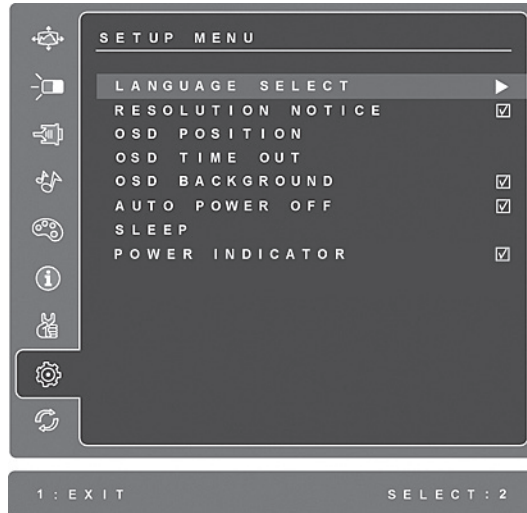 SETUP MENU
LANGUAGE SELECT
RESOLUTION NOTICE
OSD POSITION
OSD TIME OUT
OSD BACKGROUND
AUTO POWER OFF
SLEEP
POWER INDICATOR
1:EXIT SELECT:2